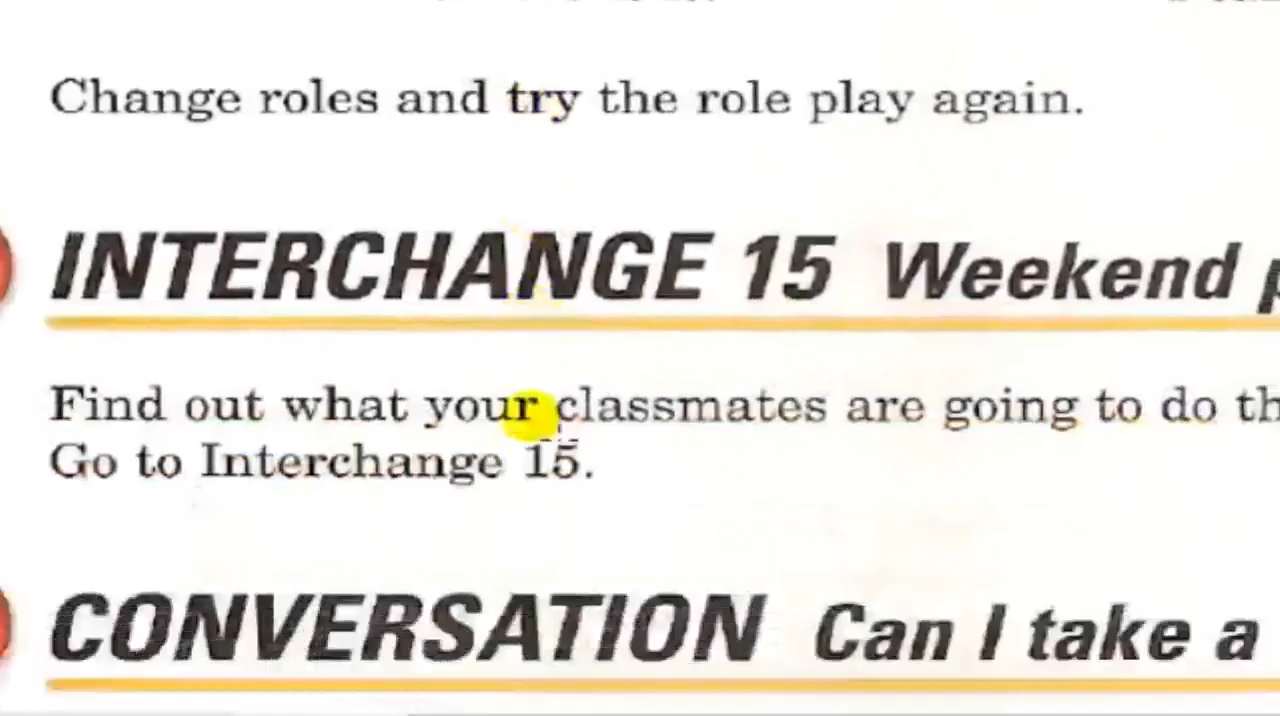 Change roles and try the role play again.
INTERCHANGE 15 Weekend
Find out what your classmates are going to do
Go to Interchange 15.
CONVERSATION Can I take a